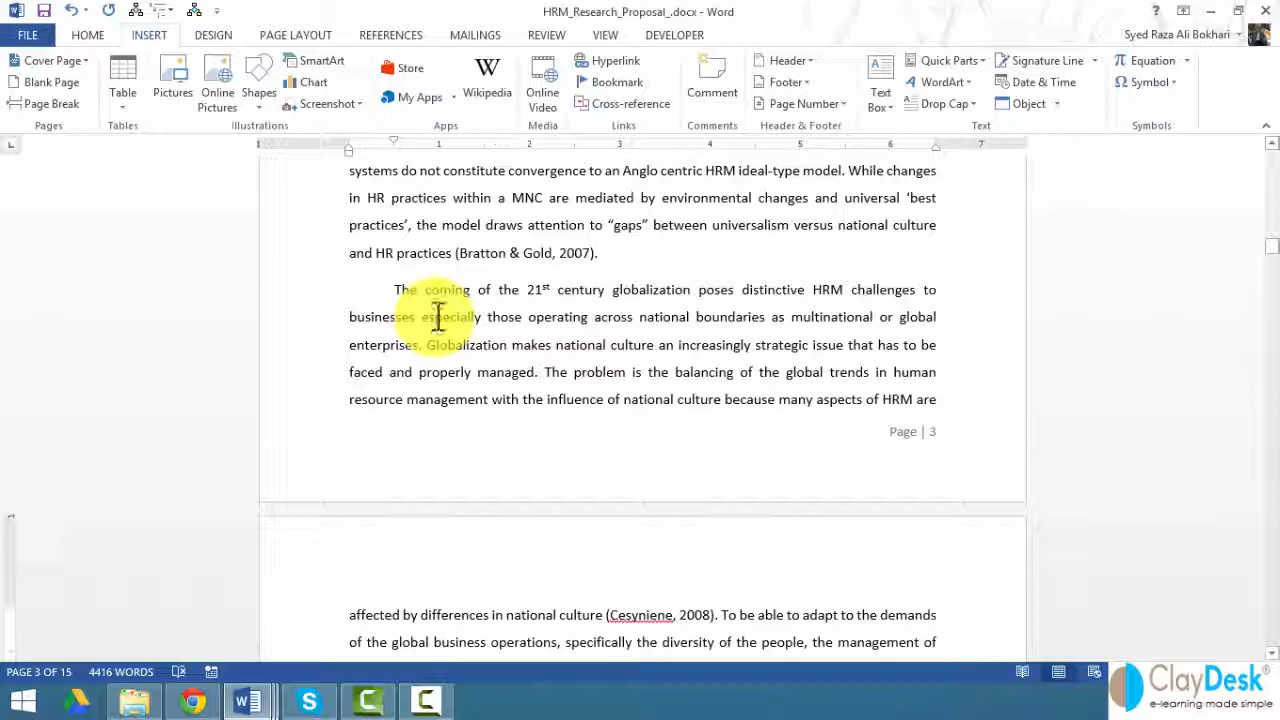 HRM_Research_Proposal_.docx - Word
FILE HOME INSERT DESIGN PAGE LAYOUT REFERENCES MAILINGS REVIEW VIEW DEVELOPER
Syed Raza Ali Bokhari
Cover Page
Blank Page
Page Break
Pages
Table
Tables
Pictures
Online Pictures
Shapes
SmartArt
Chart
Screenshot
Illustrations
Store
My Apps
Wikipedia
Apps
Online Video
Media
Hyperlink
Bookmark
Cross-reference
Links
Comment
Comments
Header
Footer
Page Number
Header & Footer
Text Box
Quick Parts
WordArt
Drop Cap
Signature Line
Date & Time
Object
Text
Equation
Symbol
Symbols
1 1 2 3 4 5 6 7
systems do not constitute convergence to an Anglo centric HRM ideal-type model. While changes
in HR practices within a MNC are mediated by environmental changes and universal ‘best
practices’, the model draws attention to “gaps” between universalism versus national culture
and HR practices (Bratton & Gold, 2007).
The coming of the 21st century globalization poses distinctive HRM challenges to
businesses especially those operating across national boundaries as multinational or global
enterprises. Globalization makes national culture an increasingly strategic issue that has to be
faced and properly managed. The problem is the balancing of the global trends in human
resource management with the influence of national culture because many aspects of HRM are
Page | 3
affected by differences in national culture (Cesyniene, 2008). To be able to adapt to the demands
of the global business operations, specifically the diversity of the people, the management of
PAGE 3 OF 15 4416 WORDS
ClayDesk®
e-learning made simple